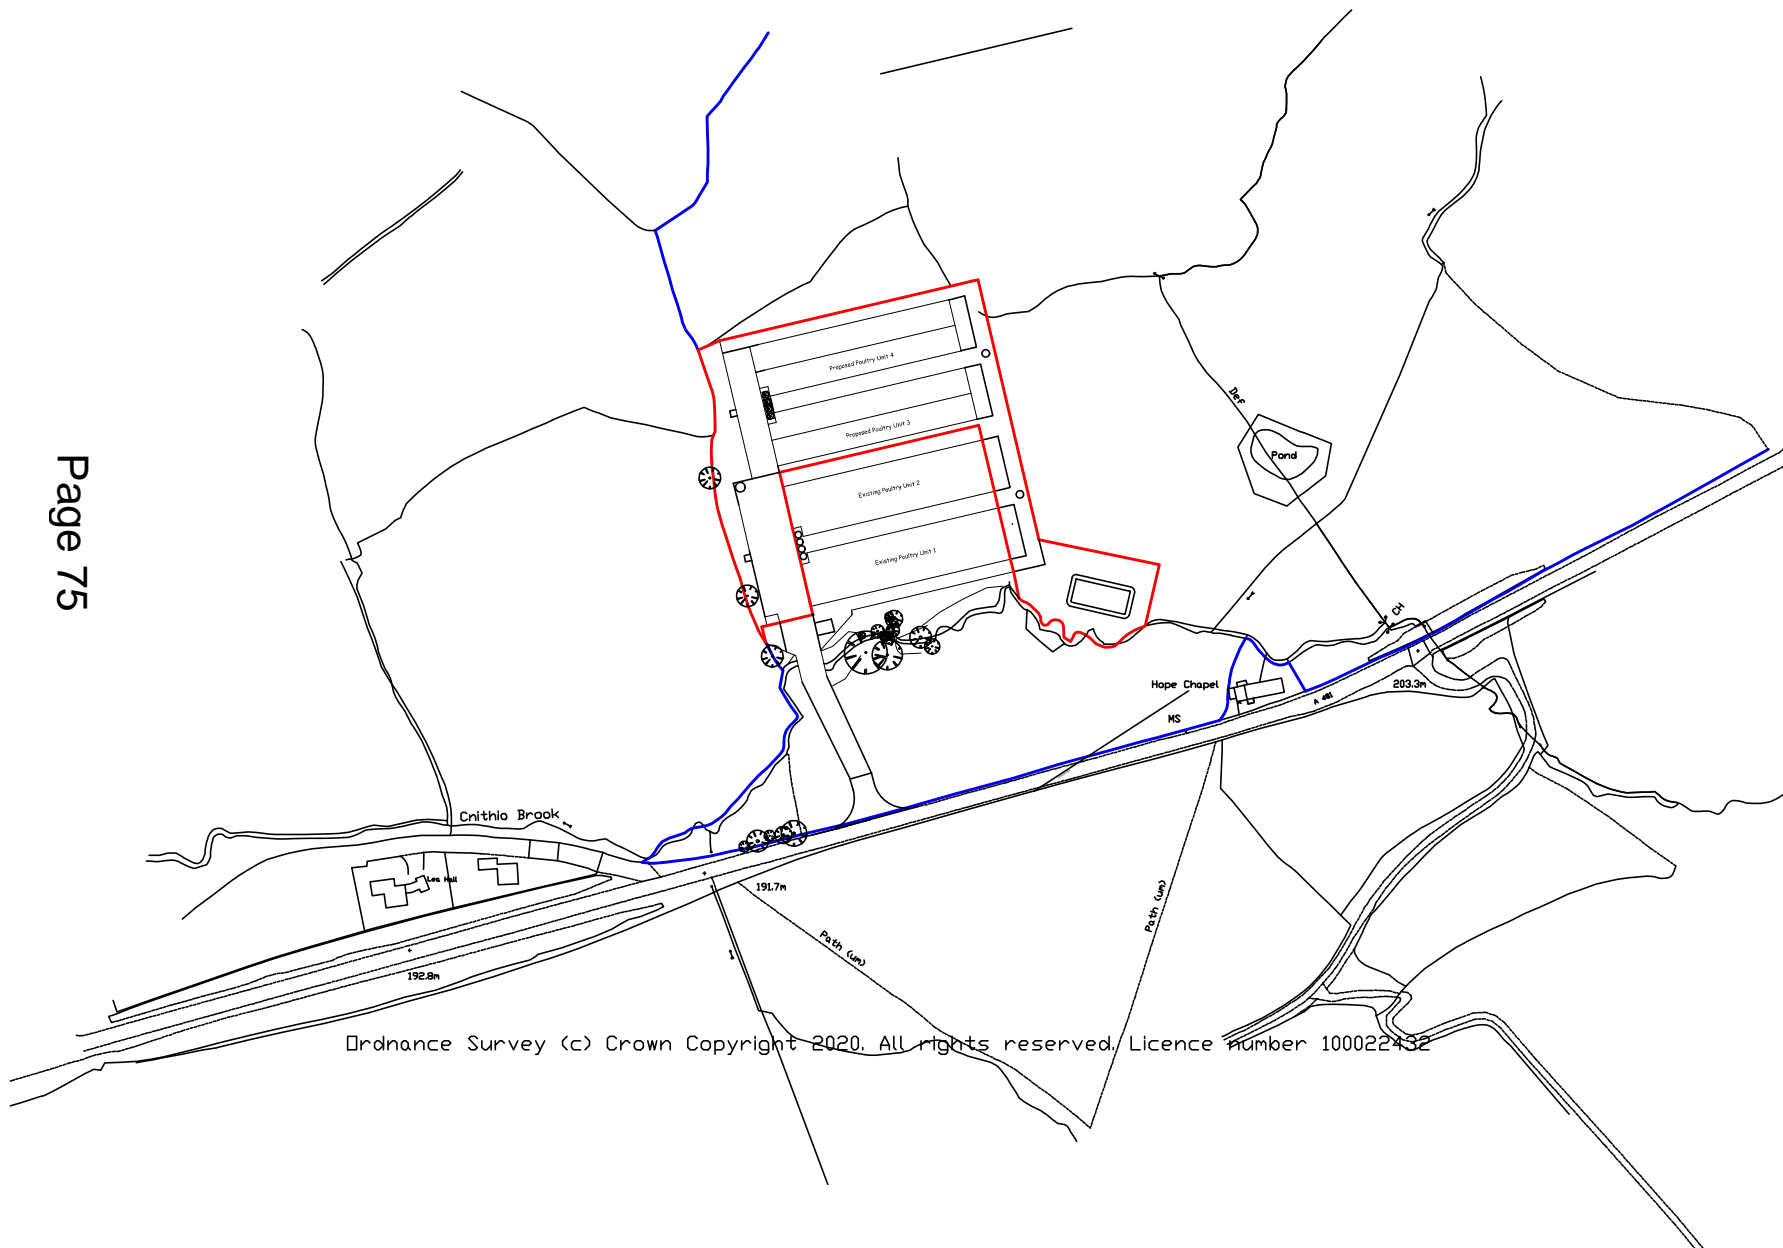 Page 75
Proposed Poultry Unit 4
Proposed Poultry Unit 3
Existing Poultry Unit 2
Existing Poultry Unit 1
Def
Pond
CH
Hope Chapel
MS
A 481
203.3m
Cnithio Brook
Lea Hall
191.7m
192.8m
Path (um)
Path (um)
Ordnance Survey (c) Crown Copyright 2020. All rights reserved. Licence number 100022432